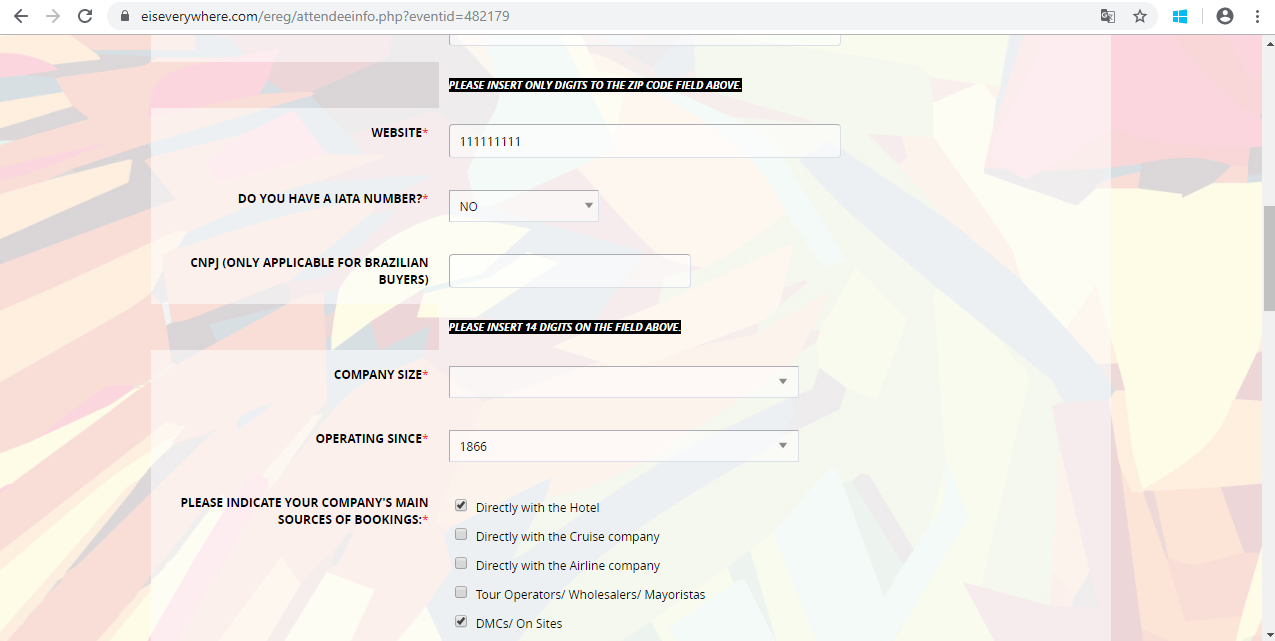 eiseverywhere.com/ereg/attendeeinfo.php?eventid=482179
PLEASE INSERT ONLY DIGITS TO THE ZIP CODE FIELD ABOVE.
WEBSITE*
111111111
DO YOU HAVE A IATA NUMBER?*
NO
CNPJ (ONLY APPLICABLE FOR BRAZILIAN
BUYERS)
PLEASE INSERT 14 DIGITS ON THE FIELD ABOVE.
COMPANY SIZE*
OPERATING SINCE*
1866
PLEASE INDICATE YOUR COMPANY'S MAIN
SOURCES OF BOOKINGS:*
Directly with the Hotel
Directly with the Cruise company
Directly with the Airline company
Tour Operators/ Wholesalers/ Mayoristas
DMCs/ On Sites